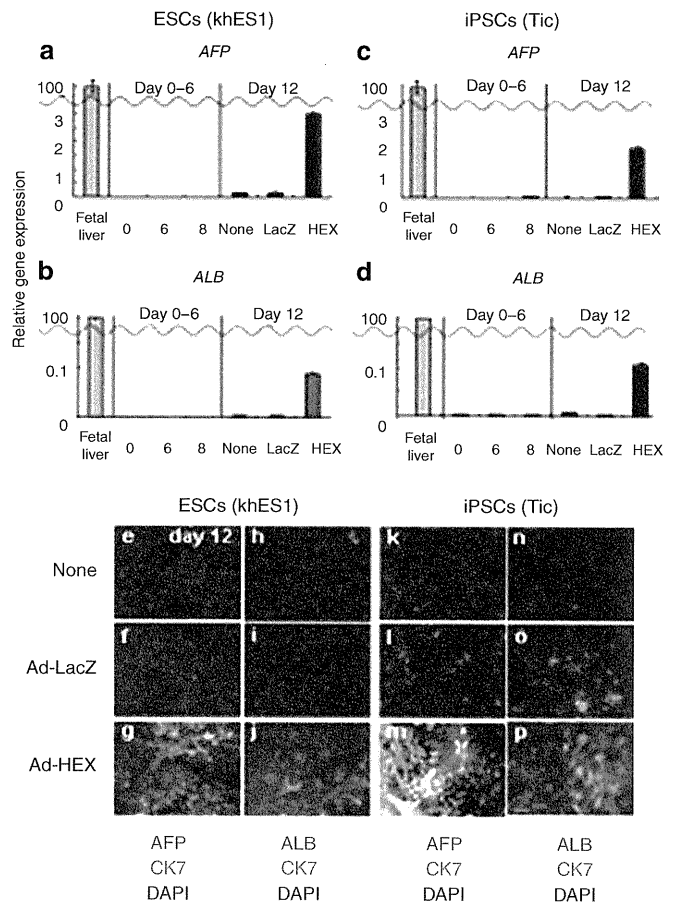 ESCs (khES1)
iPSCs (Tic)
a
AFP
c
AFP
Relative gene expression
100
3
2
1
0
Day 0–6
Day 12
Fetal liver
0
6
8
None
LacZ
HEX
100
3
2
1
0
Day 0–6
Day 12
Fetal liver
0
6
8
None
LacZ
HEX
b
ALB
d
ALB
100
0.1
0
Day 0–6
Day 12
Fetal liver
0
6
8
None
LacZ
HEX
100
0.1
0
Day 0–6
Day 12
Fetal liver
0
6
8
None
LacZ
HEX
ESCs (khES1)
iPSCs (Tic)
None
e day 12
h
k
n
Ad-LacZ
f
i
l
o
Ad-HEX
g
j
m
p
AFP
CK7
DAPI
ALB
CK7
DAPI
AFP
CK7
DAPI
ALB
CK7
DAPI